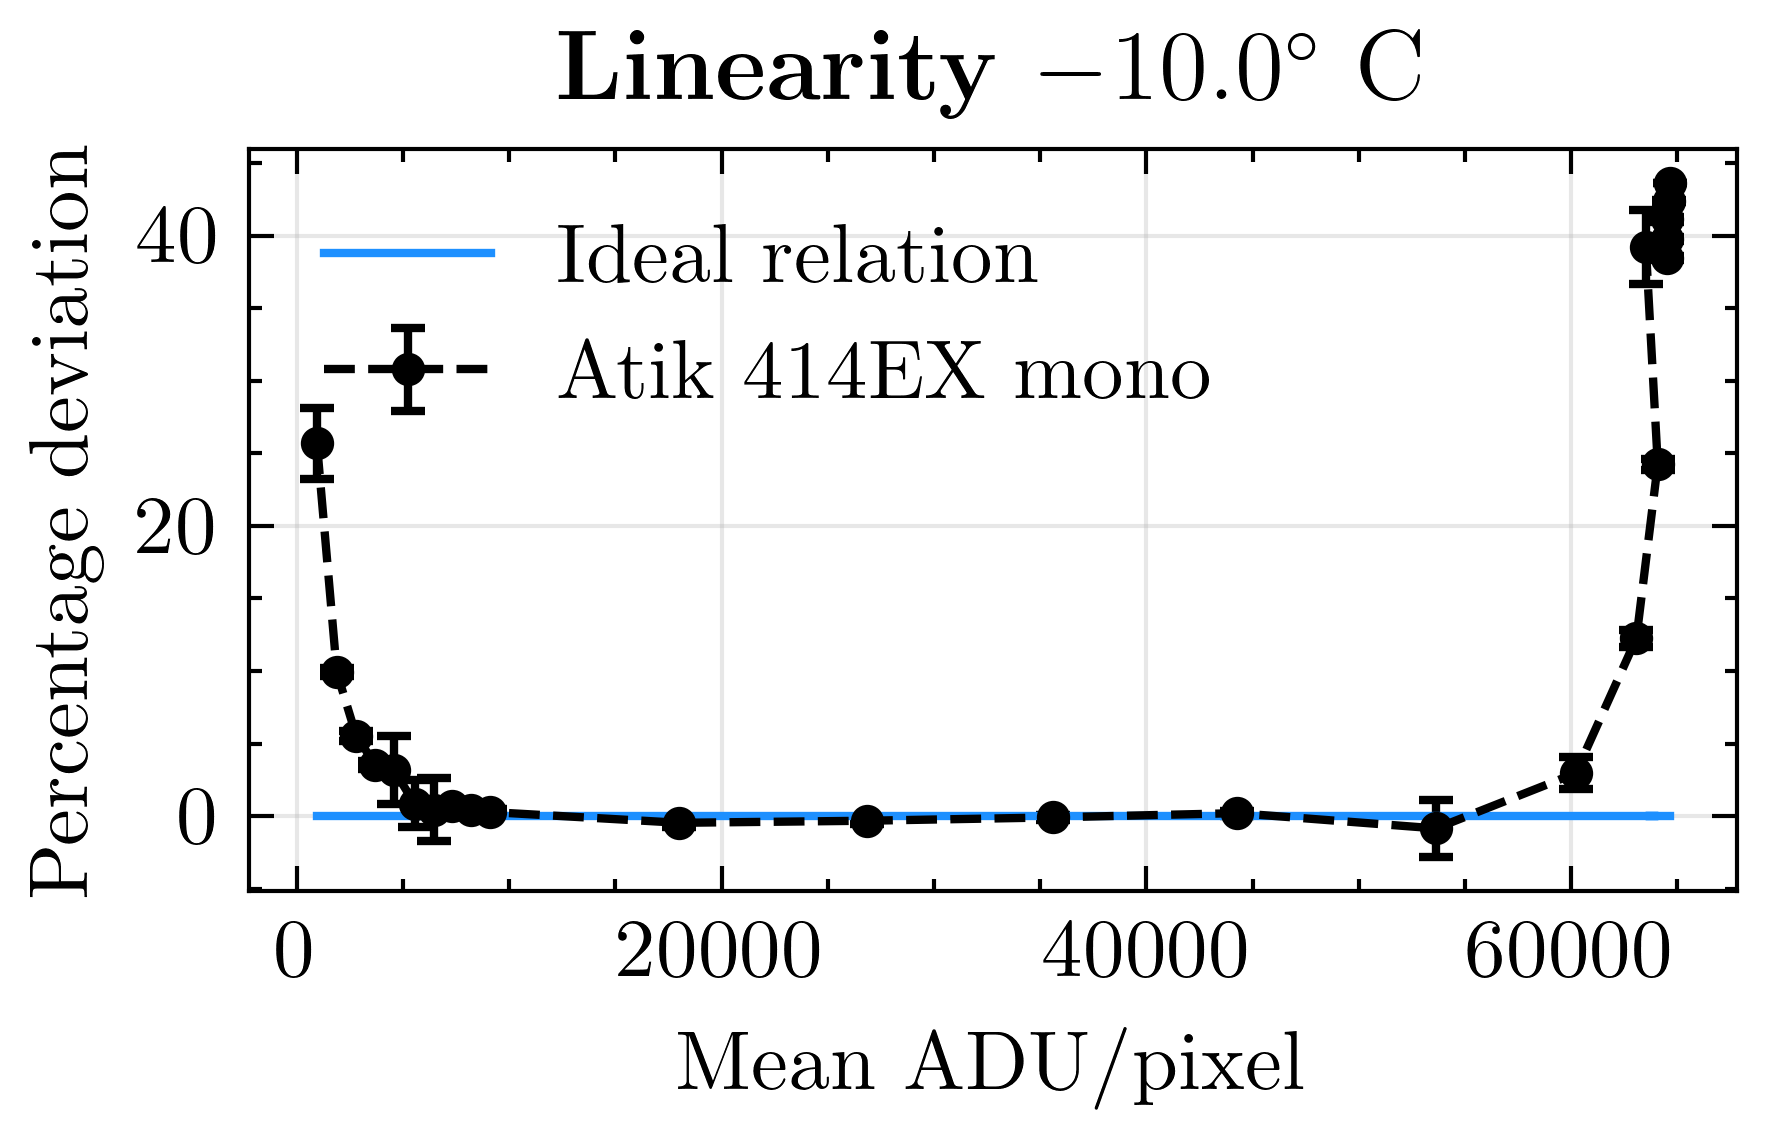 Linearity −10.0° C
Percentage deviation
40
20
0
Ideal relation
Atik 414EX mono
0 20000 40000 60000
Mean ADU/pixel